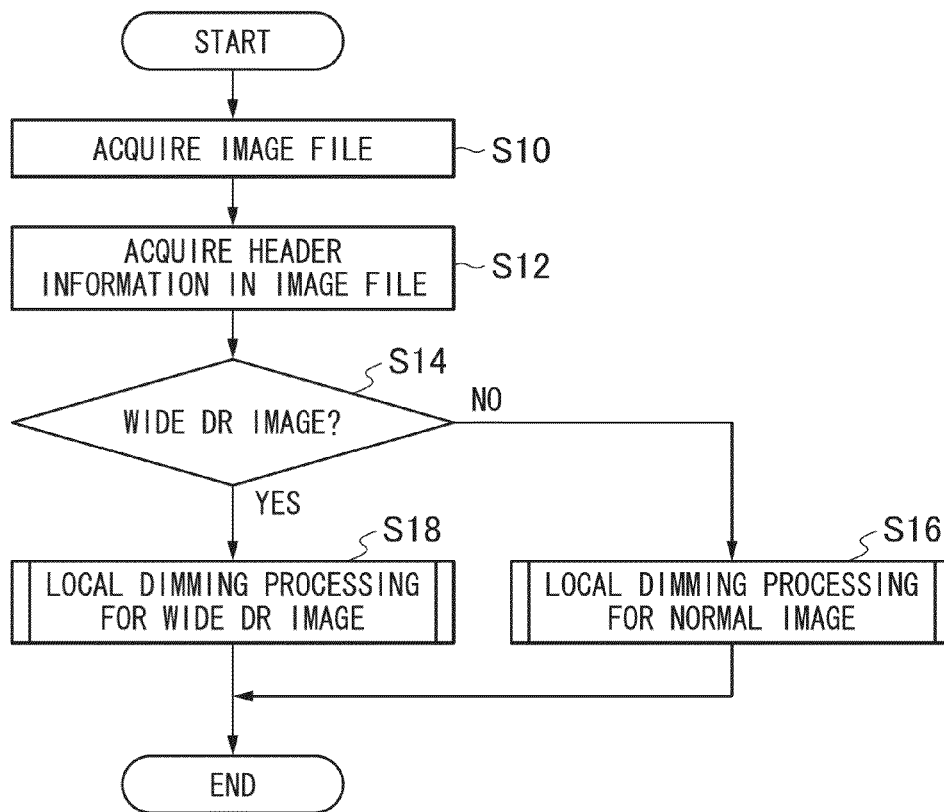 START
ACQUIRE IMAGE FILE
S10
ACQUIRE HEADER
INFORMATION IN IMAGE FILE
S12
S14
WIDE DR IMAGE?
NO
YES
S18
LOCAL DIMMING PROCESSING
FOR WIDE DR IMAGE
S16
LOCAL DIMMING PROCESSING
FOR NORMAL IMAGE
END